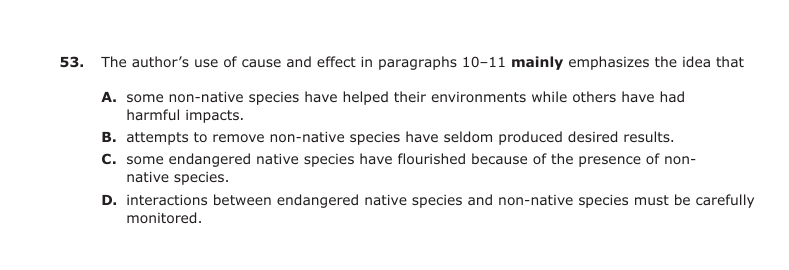 53. The author's use of cause and effect in paragraphs 10–11 mainly emphasizes the idea that
A. some non-native species have helped their environments while others have had
harmful impacts.
B. attempts to remove non-native species have seldom produced desired results.
C. some endangered native species have flourished because of the presence of non-
native species.
D. interactions between endangered native species and non-native species must be carefully
monitored.